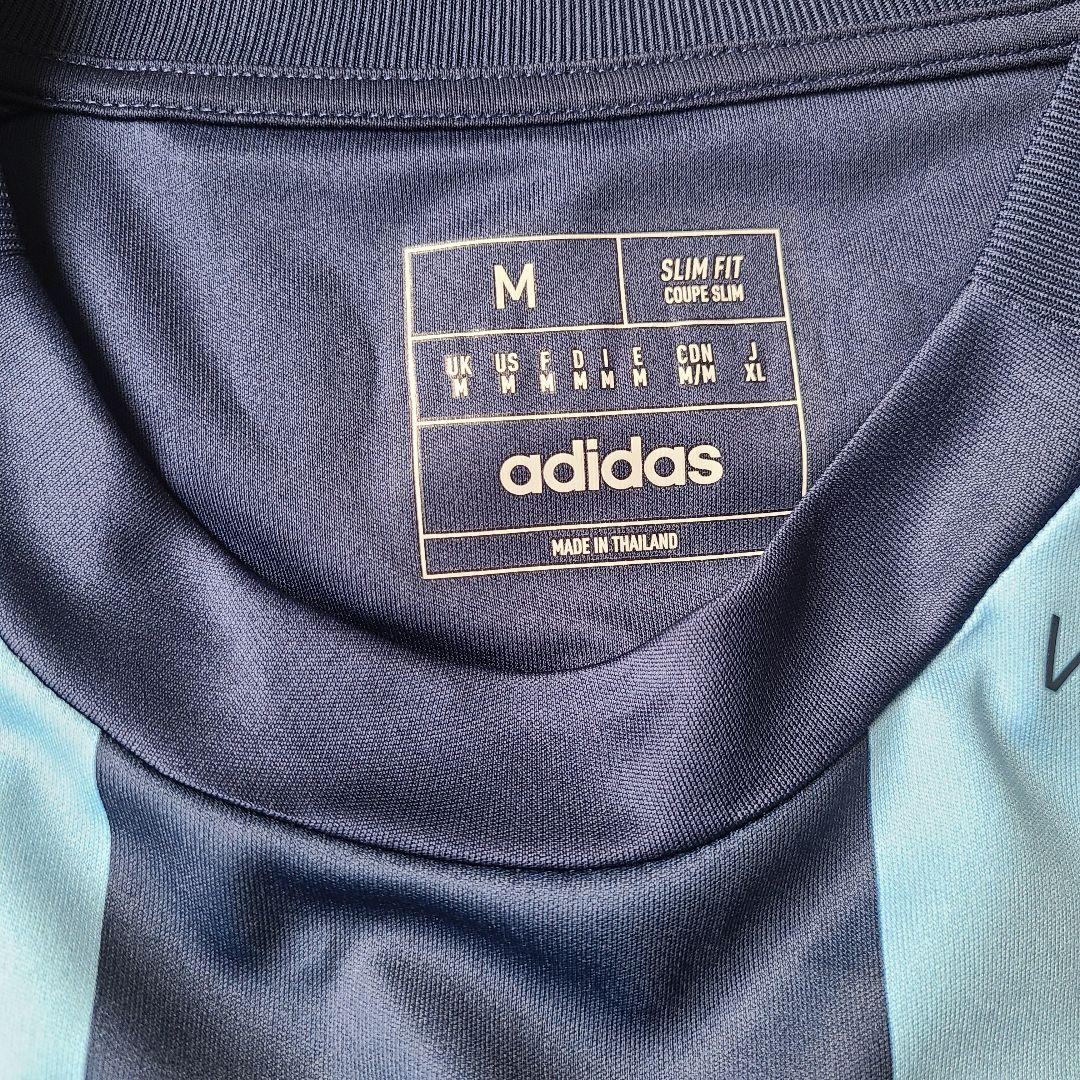 M
SLIM FIT
COUPE SLIM
UK US F D I E CDN J
M M M M M M M/M XL
adidas
MADE IN THAILAND